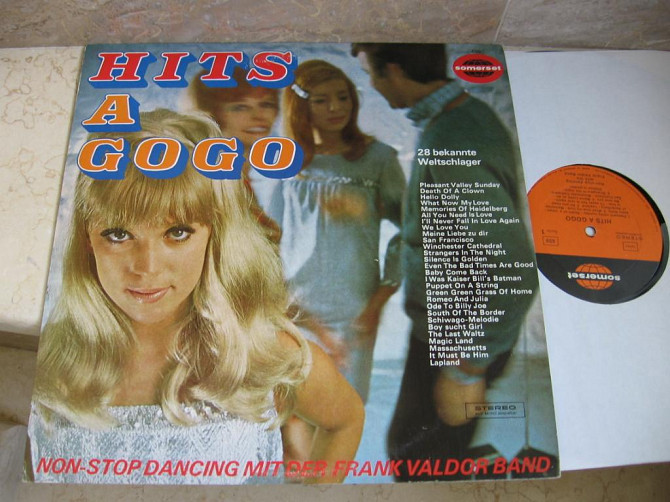 HITS
A
GOGO
somerset
28 bekannte
Weltschlager
Pleasant Valley Sunday
Death Of A Clown
Hello Dolly
What Now My Love
Memories Of Heidelberg
All You Need Is Love
I'll Never Fall In Love Again
We Love You
Meine Liebe zu dir
San Francisco
Winchester Cathedral
Strangers In The Night
Silence Is Golden
Even The Bad Times Are Good
Baby Come Back
I Was Kaiser Bill's Batman
Puppet On A String
Green Green Grass Of Home
Romeo And Julia
Ode To Billy Joe
South Of The Border
Schiwago-Melodie
Boy sucht Girl
The Last Waltz
Magic Land
Massachusetts
It Must Be Him
Lapland
STEREO
NON-STOP DANCING MIT DER FRANK VALDOR BAND
HITS A GOGO
somerset